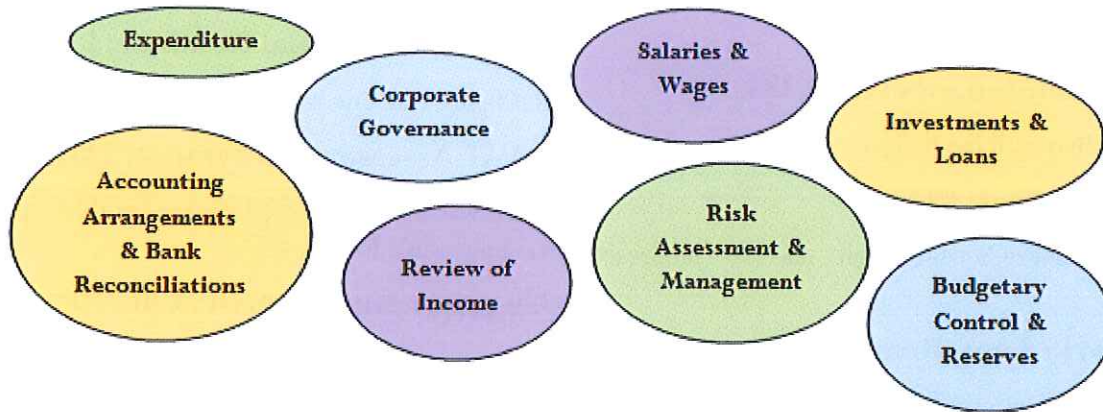 Expenditure
Corporate
Governance
Salaries &
Wages
Investments &
Loans
Accounting
Arrangements
& Bank
Reconciliations
Review of
Income
Risk
Assessment &
Management
Budgetary
Control &
Reserves